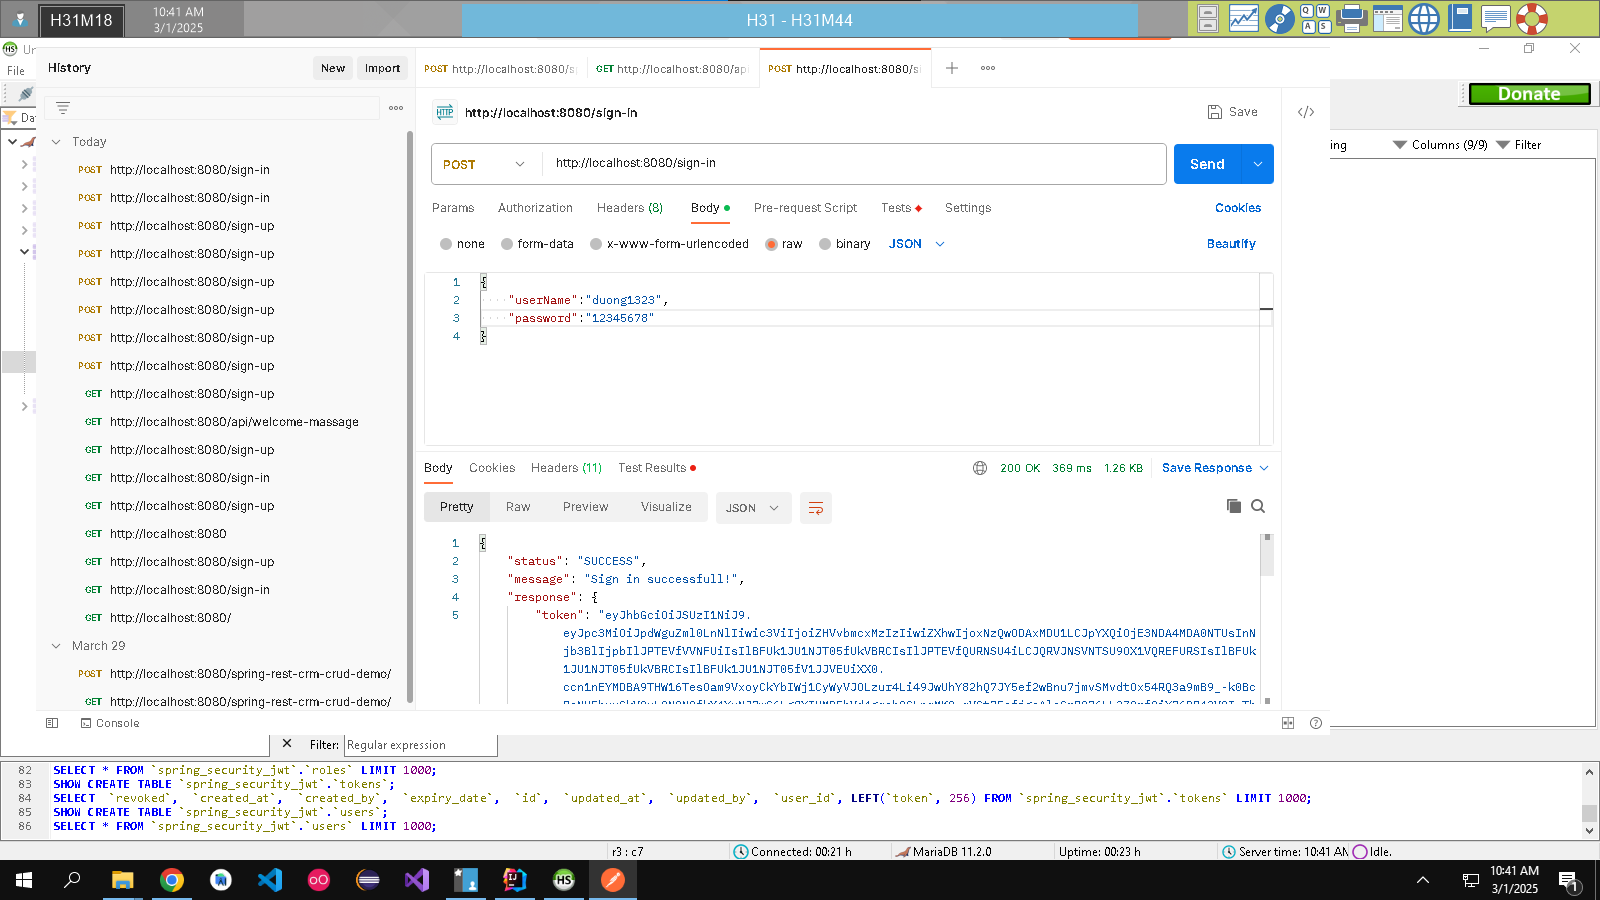 H31M18
10:41 AM
3/1/2025
H31 - H31M44
Q W
A S
Un
File
Da
Donate
ing
Columns (9/9)
Filter
History
New
Import
Today
POST http://localhost:8080/sign-in
POST http://localhost:8080/sign-in
POST http://localhost:8080/sign-up
POST http://localhost:8080/sign-up
POST http://localhost:8080/sign-up
POST http://localhost:8080/sign-up
POST http://localhost:8080/sign-up
POST http://localhost:8080/sign-up
GET http://localhost:8080/sign-up
GET http://localhost:8080/api/welcome-massage
GET http://localhost:8080/sign-up
GET http://localhost:8080/sign-in
GET http://localhost:8080/sign-up
GET http://localhost:8080
GET http://localhost:8080/sign-up
GET http://localhost:8080/sign-in
GET http://localhost:8080/
March 29
POST http://localhost:8080/spring-rest-crm-crud-demo/
GET http://localhost:8080/spring-rest-crm-crud-demo/
Console
POST http://localhost:8080/s
GET http://localhost:8080/api
POST http://localhost:8080/si
HTTP http://localhost:8080/sign-in
Save
POST
http://localhost:8080/sign-in
Send
Params Authorization Headers (8) Body Pre-request Script Tests Settings
Cookies
none form-data x-www-form-urlencoded raw binary JSON
Beautify
1 {
2 "userName":"duong1323",
3 "password":"12345678"
4 }
Body Cookies Headers (11) Test Results
200 OK 369 ms 1.26 KB Save Response
Pretty Raw Preview Visualize JSON
1 {
2 "status": "SUCCESS",
3 "message": "Sign in successfull!",
4 "response": {
5 "token": "eyJhbGciOiJSUzI1NiJ9.
Filter: Regular expression
82 SELECT * FROM `spring_security_jwt`.`roles` LIMIT 1000;
83 SHOW CREATE TABLE `spring_security_jwt`.`tokens`;
84 SELECT `revoked`, `created_at`, `created_by`, `expiry_date`, `id`, `updated_at`, `updated_by`, `user_id`, LEFT(`token`, 256) FROM `spring_security_jwt`.`tokens` LIMIT 1000;
85 SHOW CREATE TABLE `spring_security_jwt`.`users`;
86 SELECT * FROM `spring_security_jwt`.`users` LIMIT 1000;
r3 : c7
Connected: 00:21 h
MariaDB 11.2.0
Uptime: 00:23 h
Server time: 10:41 AM
Idle.
HS
10:41 AM
3/1/2025
1